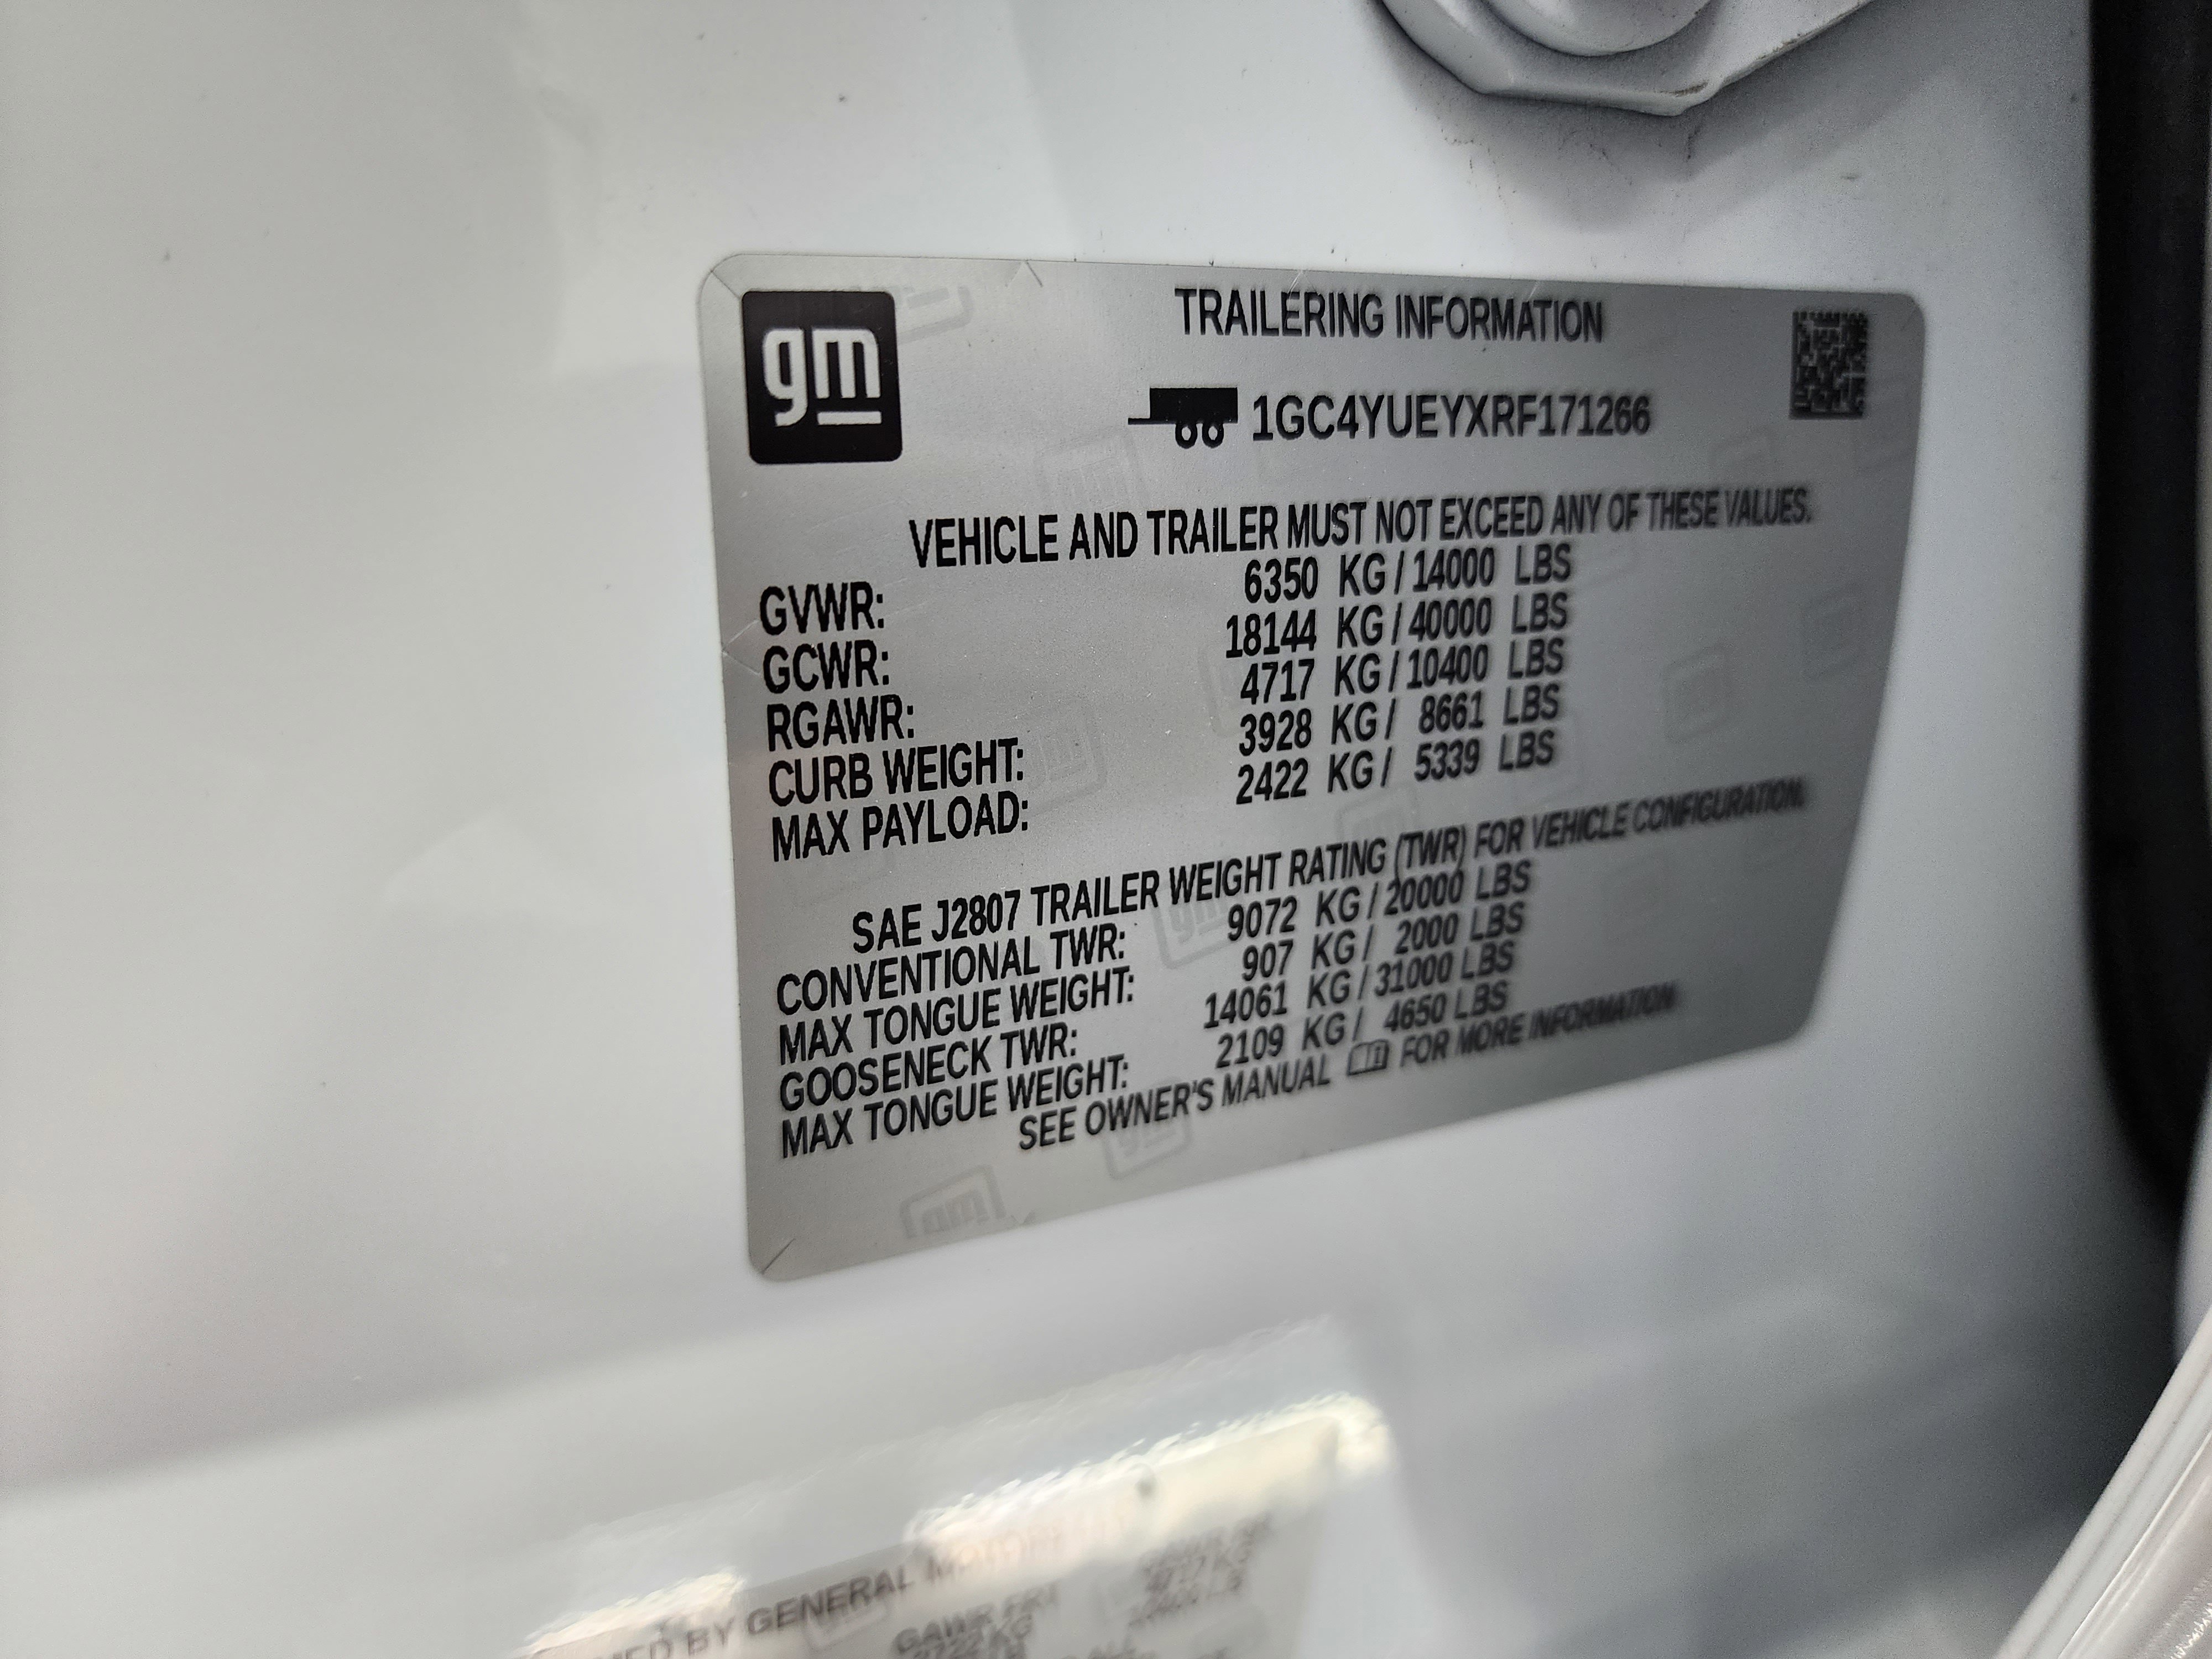 gm
TRAILERING INFORMATION
1GC4YUEYXRF171266
VEHICLE AND TRAILER MUST NOT EXCEED ANY OF THESE VALUES.
GVWR: 6350 KG / 14000 LBS
GCWR: 18144 KG / 40000 LBS
RGAWR: 4717 KG / 10400 LBS
CURB WEIGHT: 3928 KG / 8661 LBS
MAX PAYLOAD: 2422 KG / 5339 LBS
SAE J2807 TRAILER WEIGHT RATING (TWR) FOR VEHICLE CONFIGURATION.
CONVENTIONAL TWR: 9072 KG / 20000 LBS
MAX TONGUE WEIGHT: 907 KG / 2000 LBS
GOOSENECK TWR: 14061 KG / 31000 LBS
MAX TONGUE WEIGHT: 2109 KG / 4650 LBS
SEE OWNER'S MANUAL FOR MORE INFORMATION
BY GENERAL MOTORS
GAWR FRT